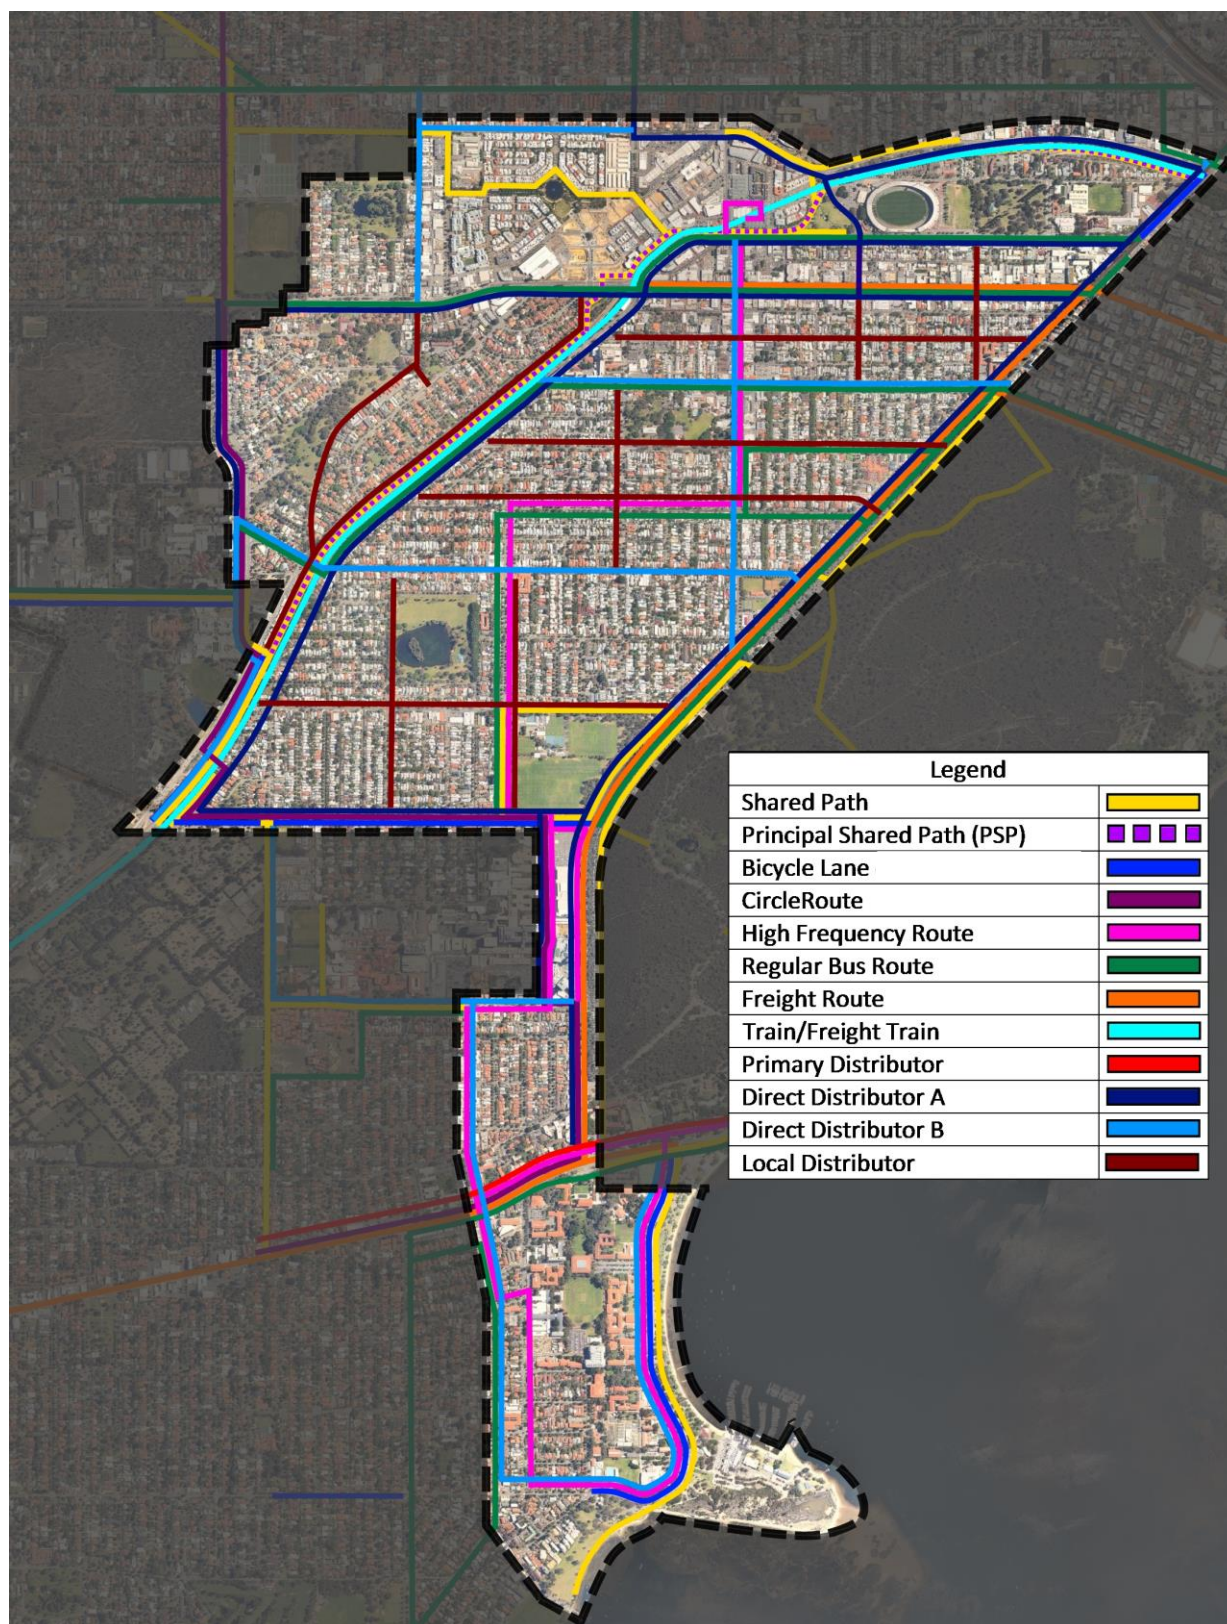 Legend
Shared Path
Principal Shared Path (PSP)
Bicycle Lane
CircleRoute
High Frequency Route
Regular Bus Route
Freight Route
Train/Freight Train
Primary Distributor
Direct Distributor A
Direct Distributor B
Local Distributor